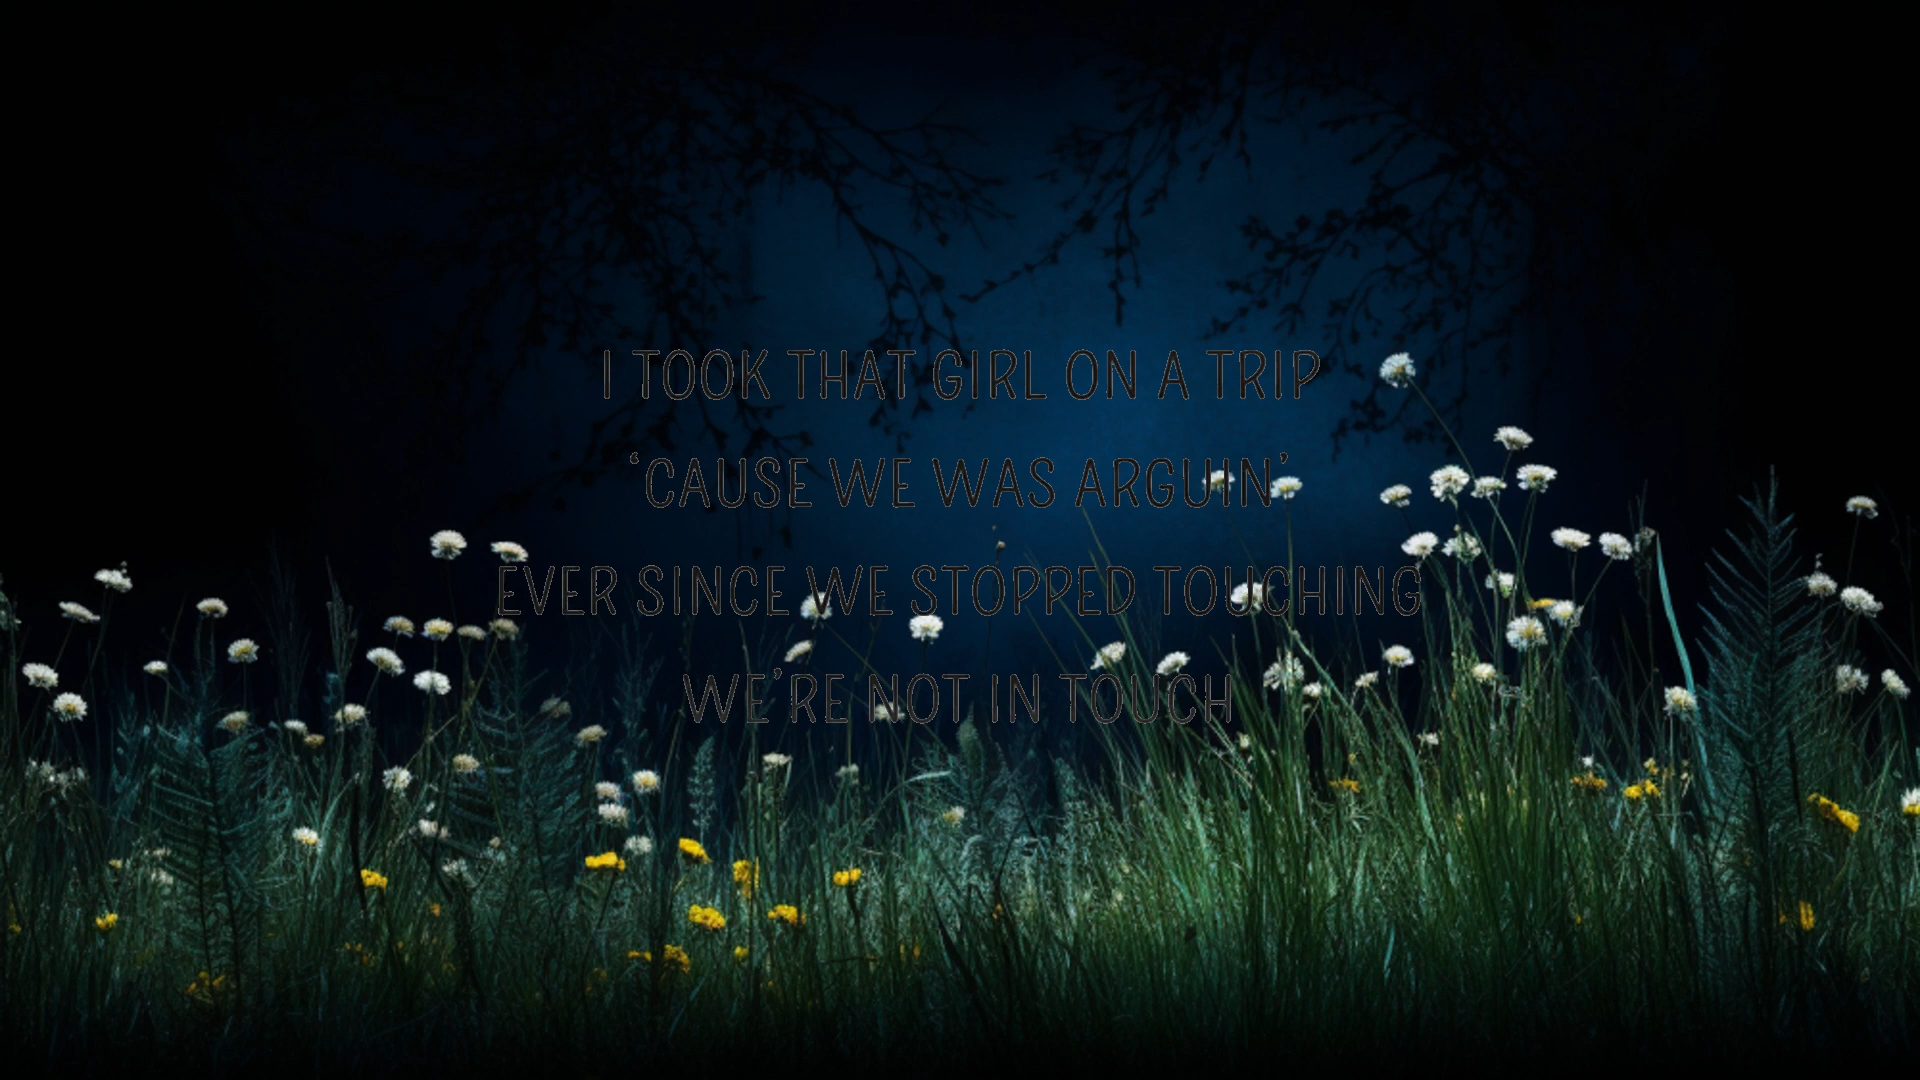 I TOOK THAT GIRL ON A TRIP
‘CAUSE WE WAS ARGUIN’
EVER SINCE WE STOPPED TOUCHING
WE’RE NOT IN TOUCH